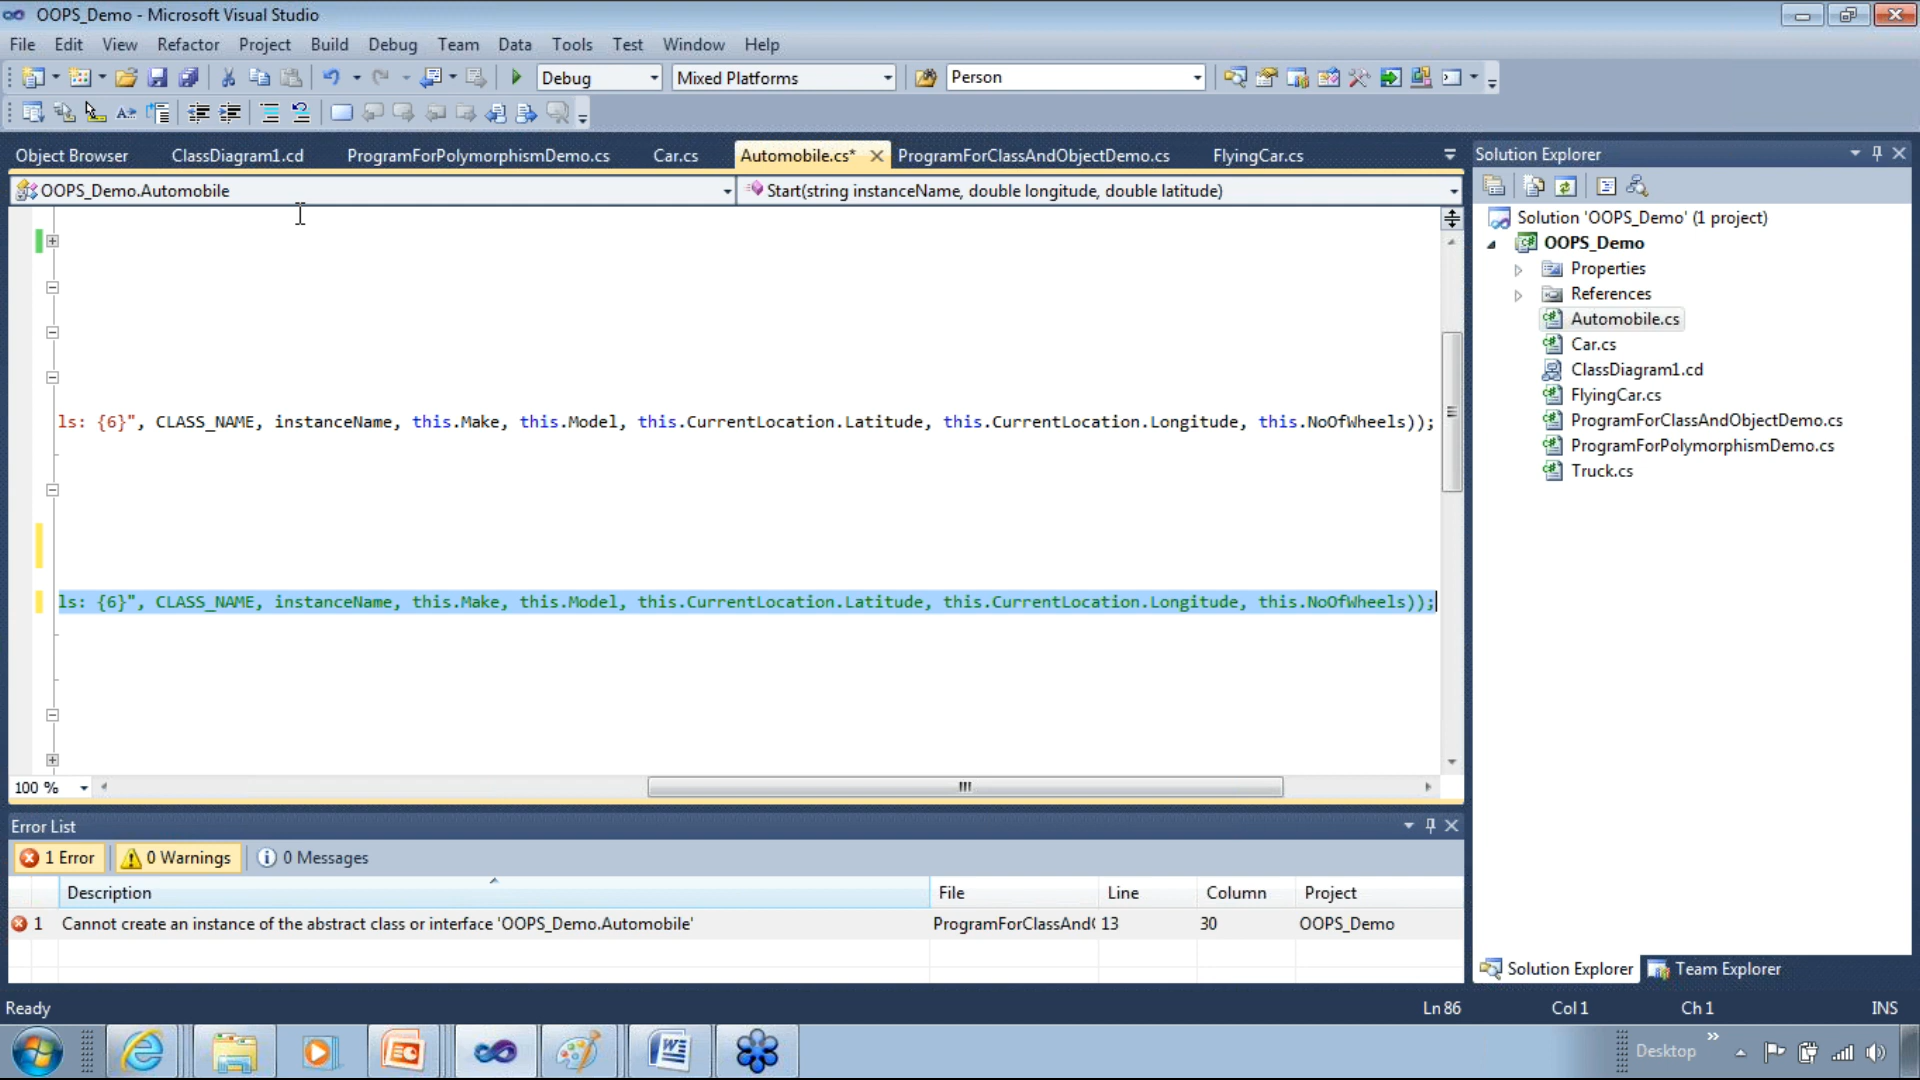 OOPS_Demo - Microsoft Visual Studio
File Edit View Refactor Project Build Debug Team Data Tools Test Window Help
Debug Mixed Platforms Person
Object Browser ClassDiagram1.cd ProgramForPolymorphismDemo.cs Car.cs Automobile.cs* ProgramForClassAndObjectDemo.cs FlyingCar.cs
OOPS_Demo.Automobile Start(string instanceName, double longitude, double latitude)
ls: {6}", CLASS_NAME, instanceName, this.Make, this.Model, this.CurrentLocation.Latitude, this.CurrentLocation.Longitude, this.NoOfWheels));
ls: {6}", CLASS_NAME, instanceName, this.Make, this.Model, this.CurrentLocation.Latitude, this.CurrentLocation.Longitude, this.NoOfWheels));
100 %
Solution Explorer
Solution 'OOPS_Demo' (1 project)
OOPS_Demo
Properties
References
Automobile.cs
Car.cs
ClassDiagram1.cd
FlyingCar.cs
ProgramForClassAndObjectDemo.cs
ProgramForPolymorphismDemo.cs
Truck.cs
Solution Explorer Team Explorer
Error List
1 Error 0 Warnings 0 Messages
Description File Line Column Project
1 Cannot create an instance of the abstract class or interface 'OOPS_Demo.Automobile' ProgramForClassAnd( 13 30 OOPS_Demo
Ready Ln 86 Col 1 Ch 1 INS
Desktop